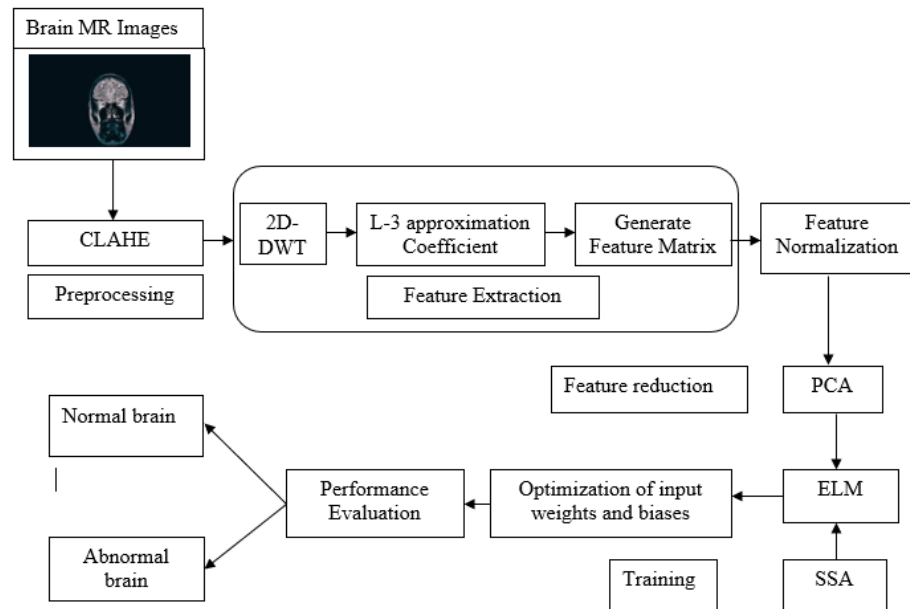 Brain MR Images
CLAHE
Preprocessing
2D-
DWT
L-3 approximation
Coefficient
Generate
Feature Matrix
Feature Extraction
Feature
Normalization
Feature reduction
PCA
ELM
SSA
Training
Optimization of input
weights and biases
Performance
Evaluation
Normal brain
Abnormal
brain